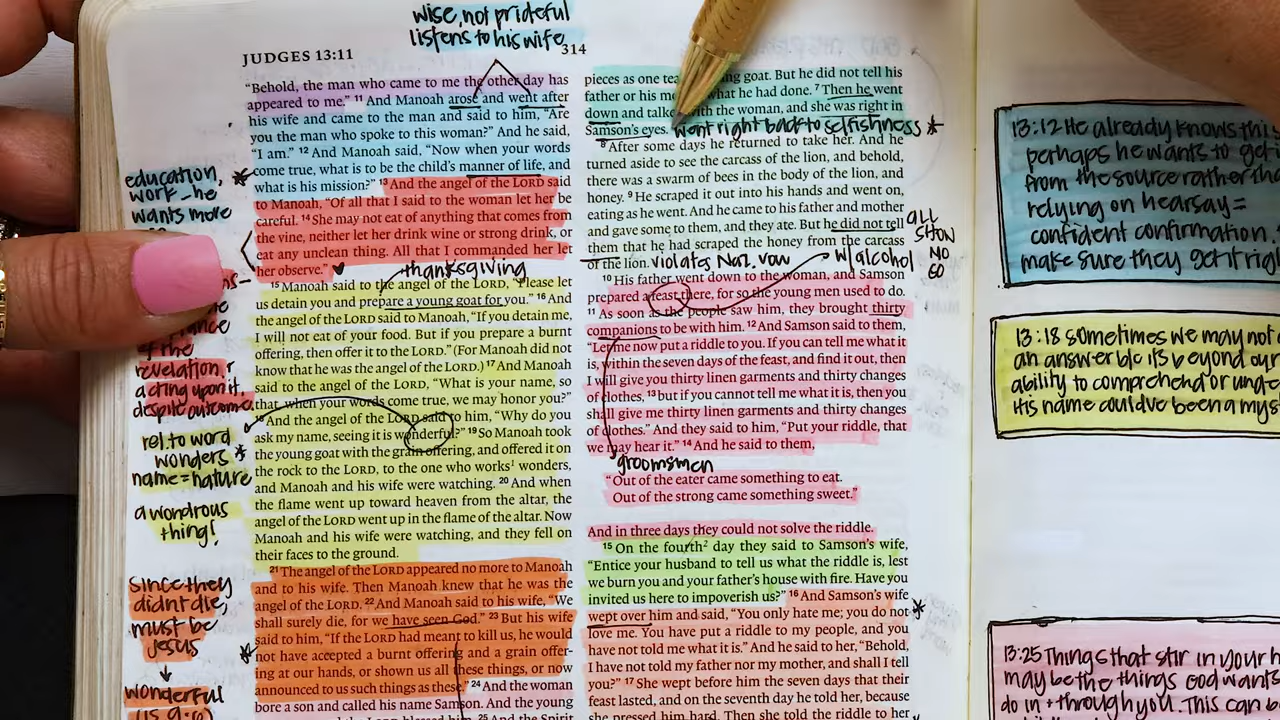 wise, not prideful
listens to his wife
JUDGES 13:11
314
"Behold, the man who came to me the other day has
appeared to me." 11 And Manoah arose and went after
his wife and came to the man and said to him, "Are
you the man who spoke to this woman?" And he said,
"I am." 12 And Manoah said, "Now when your words
come true, what is to be the child's manner of life, and
what is his mission?" 13 And the angel of the LORD said
to Manoah, "Of all that I said to the woman let her be
careful. 14 She may not eat of anything that comes from
the vine, neither let her drink wine or strong drink, or
eat any unclean thing. All that I commanded her let
her observe."
thanksgiving
15 Manoah said to the angel of the LORD, "Please let
us detain you and prepare a young goat for you." 16 And
the angel of the LORD said to Manoah, "If you detain me,
I will not eat of your food. But if you prepare a burnt
offering, then offer it to the LORD." (For Manoah did not
know that he was the angel of the LORD.) 17 And Manoah
said to the angel of the LORD, "What is your name, so
that, when your words come true, we may honor you?"
18 And the angel of the LORD said to him, "Why do you
ask my name, seeing it is wonderful?" 19 So Manoah took
the young goat with the grain offering, and offered it on
the rock to the LORD, to the one who works1 wonders,
and Manoah and his wife were watching. 20 And when
the flame went up toward heaven from the altar, the
angel of the LORD went up in the flame of the altar. Now
Manoah and his wife were watching, and they fell on
their faces to the ground.
21 The angel of the LORD appeared no more to Manoah
and to his wife. Then Manoah knew that he was the
angel of the LORD. 22 And Manoah said to his wife, "We
shall surely die, for we have seen God." 23 But his wife
said to him, "If the LORD had meant to kill us, he would
not have accepted a burnt offering and a grain offer-
ing at our hands, or shown us all these things, or now
announced to us such things as these." 24 And the woman
bore a son and called his name Samson. And the young
25 And the Spirit
education,
work - he
wants more
of the
revelation, &
acting upon it,
despite outcome
rel. to word
wonders
name = nature
a wondrous
thing!
since they
didnt die,
must be
jesus
wonderful
pieces as one goat. But he did not tell his
father or his what he had done. 7 Then he went
down and with the woman, and she was right in
Samson's eyes. went right back to selfishness
8 After some days he returned to take her. And he
turned aside to see the carcass of the lion, and behold,
there was a swarm of bees in the body of the lion, and
honey. 9 He scraped it out into his hands and went on,
eating as he went. And he came to his father and mother
and gave some to them, and they ate. But he did not tell
them that he had scraped the honey from the carcass
of the lion. violates Naz. vow w/alcohol
all
show
no
go
10 His father went down to the woman, and Samson
prepared a feast there, for so the young men used to do.
11 As soon as the people saw him, they brought thirty
companions to be with him. 12 And Samson said to them,
"Let me now put a riddle to you. If you can tell me what it
is, within the seven days of the feast, and find it out, then
I will give you thirty linen garments and thirty changes
of clothes, 13 but if you cannot tell me what it is, then you
shall give me thirty linen garments and thirty changes
of clothes." And they said to him, "Put your riddle, that
we may hear it." 14 And he said to them,
groomsmen
"Out of the eater came something to eat.
Out of the strong came something sweet."
And in three days they could not solve the riddle.
15 On the fourth2 day they said to Samson's wife,
"Entice your husband to tell us what the riddle is, lest
we burn you and your father's house with fire. Have you
invited us here to impoverish us?" 16 And Samson's wife
wept over him and said, "You only hate me; you do not
love me. You have put a riddle to my people, and you
have not told me what it is." And he said to her, "Behold,
I have not told my father nor my mother, and shall I tell
you?" 17 She wept before him the seven days that their
feast lasted, and on the seventh day he told her, because
she pressed him hard. Then she told the riddle to her
13:12 He already knows
perhaps he wants to
from the source rather
relying on hearsay =
confident confirmation.
make sure they get it
13:18 sometimes we may not
an answer b/c its beyond
ability to comprehend or
His name could've been a
13:25 Things that stir in your
may be the things God wants
do in + through you. This can